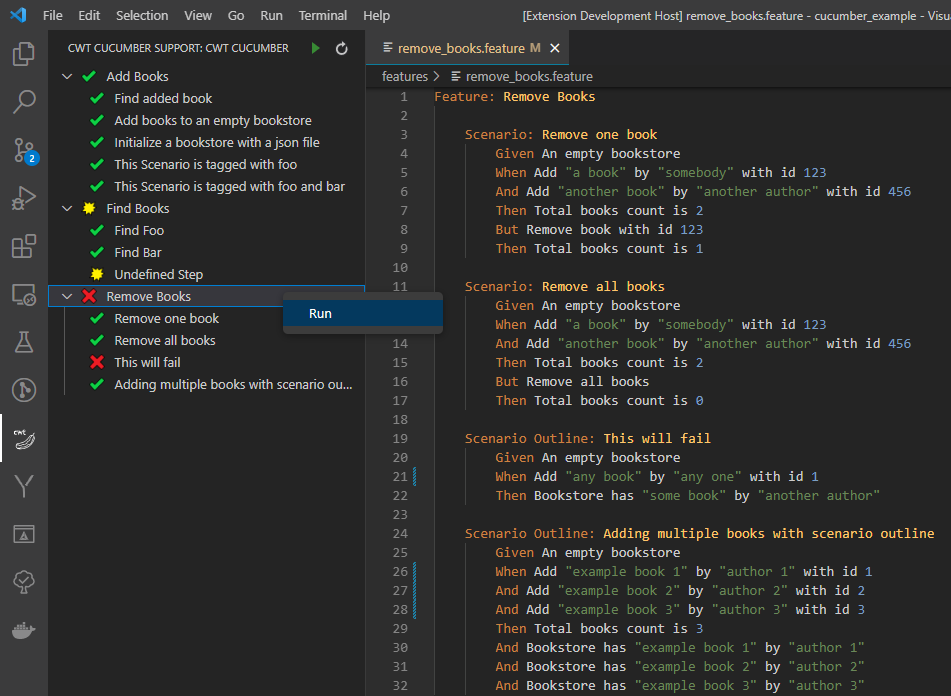 File Edit Selection View Go Run Terminal Help [Extension Development Host] remove_books.feature - cucumber_example - Visua
CWT CUCUMBER SUPPORT: CWT CUCUMBER
Add Books
Find added book
Add books to an empty bookstore
Initialize a bookstore with a json file
This Scenario is tagged with foo
This Scenario is tagged with foo and bar
Find Books
Find Foo
Find Bar
Undefined Step
Remove Books
Remove one book
Remove all books
This will fail
Adding multiple books with scenario ou...
Run
2
CWT
remove_books.feature M
features > remove_books.feature
1 Feature: Remove Books
2
3 Scenario: Remove one book
4 Given An empty bookstore
5 When Add "a book" by "somebody" with id 123
6 And Add "another book" by "another author" with id 456
7 Then Total books count is 2
8 But Remove book with id 123
9 Then Total books count is 1
10
11 Scenario: Remove all books
Given An empty bookstore
When Add "a book" by "somebody" with id 123
14 And Add "another book" by "another author" with id 456
15 Then Total books count is 2
16 But Remove all books
17 Then Total books count is 0
18
19 Scenario Outline: This will fail
20 Given An empty bookstore
21 When Add "any book" by "any one" with id 1
22 Then Bookstore has "some book" by "another author"
23
24 Scenario Outline: Adding multiple books with scenario outline
25 Given An empty bookstore
26 When Add "example book 1" by "author 1" with id 1
27 And Add "example book 2" by "author 2" with id 2
28 And Add "example book 3" by "author 3" with id 3
29 Then Total books count is 3
30 And Bookstore has "example book 1" by "author 1"
31 And Bookstore has "example book 2" by "author 2"
32 And Bookstore has "example book 3" by "author 3"